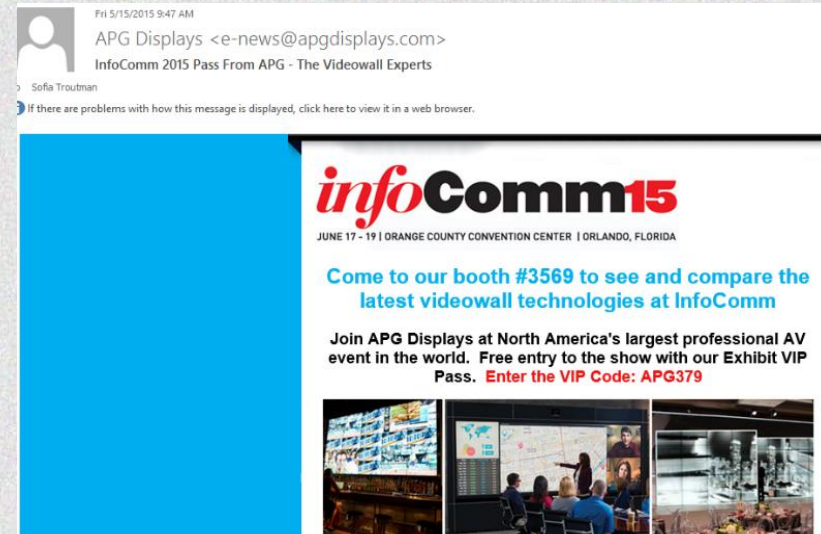 Fri 5/15/2015 9:47 AM
APG Displays <e-news@apgdisplays.com>
InfoComm 2015 Pass From APG - The Videowall Experts
Sofia Troutman
If there are problems with how this message is displayed, click here to view it in a web browser.
infoComm15
JUNE 17 - 19 | ORANGE COUNTY CONVENTION CENTER | ORLANDO, FLORIDA
Come to our booth #3569 to see and compare the
latest videowall technologies at InfoComm
Join APG Displays at North America's largest professional AV
event in the world. Free entry to the show with our Exhibit VIP
Pass. Enter the VIP Code: APG379